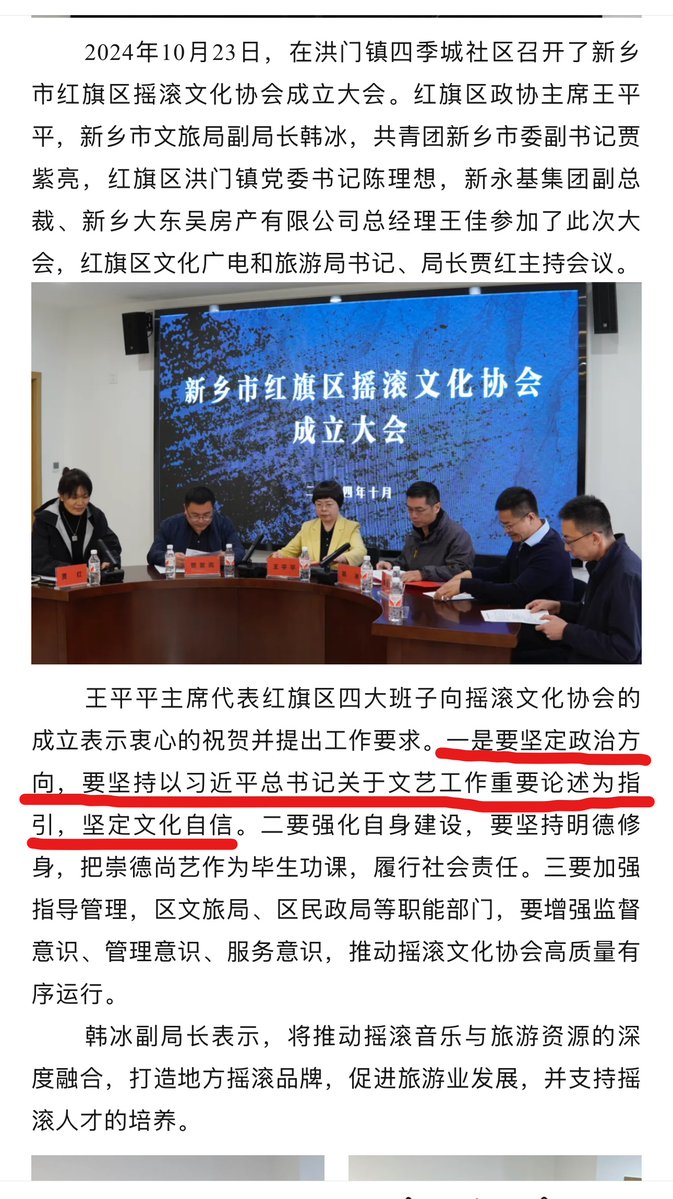 2024年10月23日，在洪门镇四季城社区召开了新乡
市红旗区摇滚文化协会成立大会。红旗区政协主席王平
平，新乡市文旅局副局长韩冰，共青团新乡市委副书记贾
紫亮，红旗区洪门镇党委书记陈理想，新永基集团副总
裁、新乡大东吴房产有限公司总经理王佳参加了此次大
会，红旗区文化广电和旅游局书记、局长贾红主持会议。
新乡市红旗区摇滚文化协会
成立大会
二〇二四年十月
贾 红
王平平
王平平主席代表红旗区四大班子向摇滚文化协会的
成立表示衷心的祝贺并提出工作要求。一是要坚定政治方
向，要坚持以习近平总书记关于文艺工作重要论述为指
引，坚定文化自信。二要强化自身建设，要坚持明德修
身，把崇德尚艺作为毕生功课，履行社会责任。三要加强
指导管理，区文旅局、区民政局等职能部门，要增强监督
意识、管理意识、服务意识，推动摇滚文化协会高质量有
序运行。
韩冰副局长表示，将推动摇滚音乐与旅游资源的深
度融合，打造地方摇滚品牌，促进旅游业发展，并支持摇
滚人才的培养。